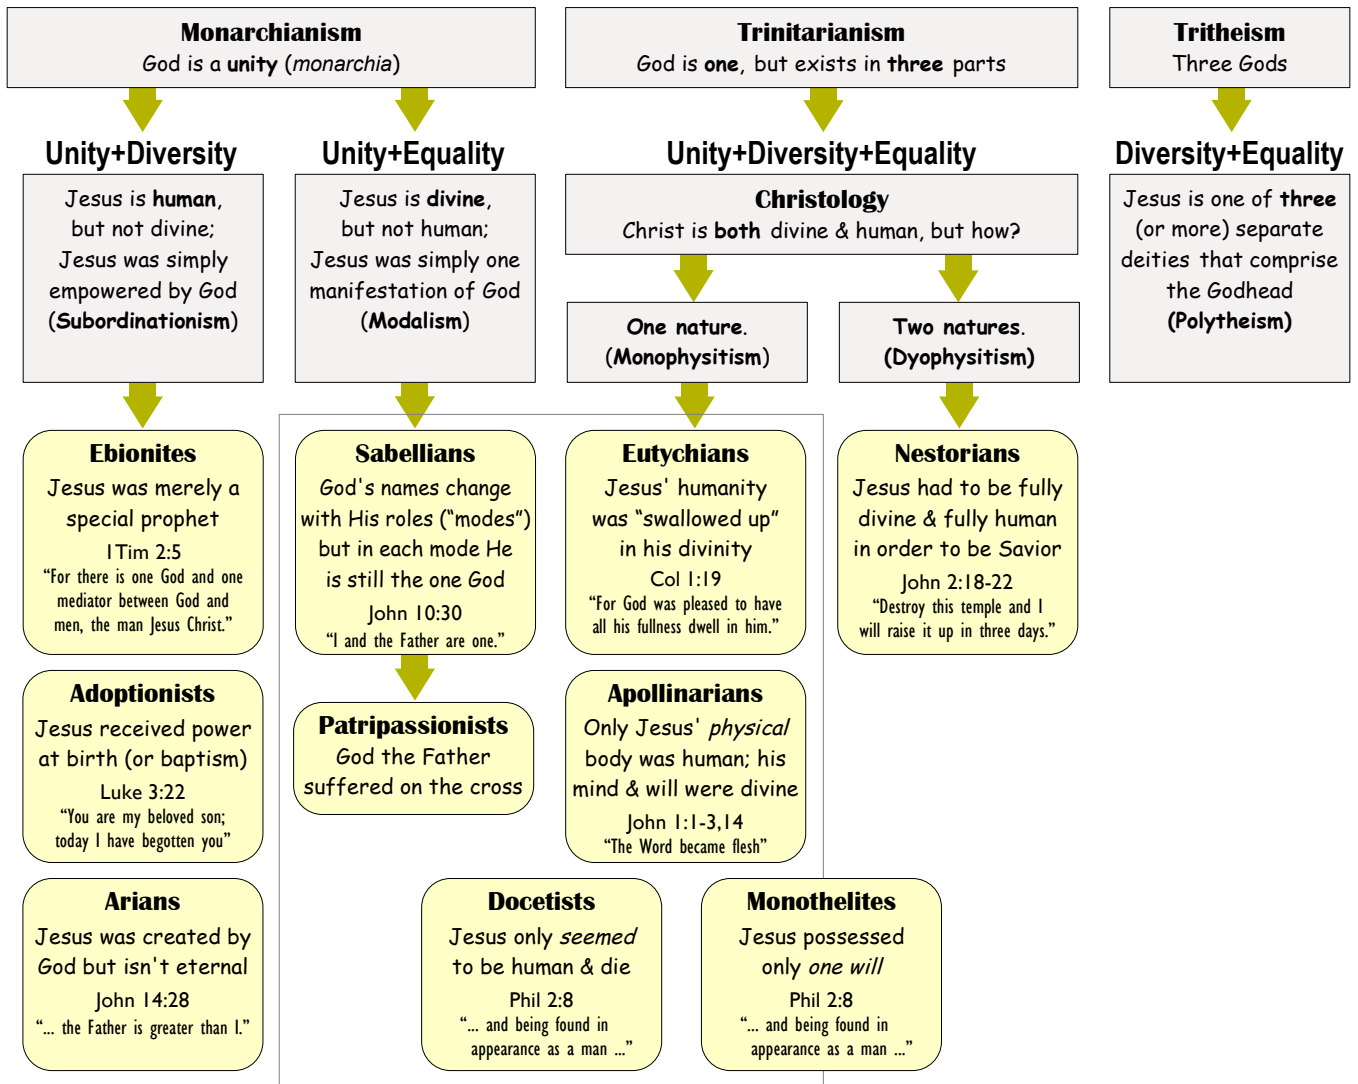 Monarchianism
God is a unity (monarchia)
Trinitarianism
God is one, but exists in three parts
Tritheism
Three Gods
Unity+Diversity
Unity+Equality
Unity+Diversity+Equality
Diversity+Equality
Jesus is human,
but not divine;
Jesus was simply
empowered by God
(Subordinationism)
Jesus is divine,
but not human;
Jesus was simply one
manifestation of God
(Modalism)
Christology
Christ is both divine & human, but how?
Jesus is one of three
(or more) separate
deities that comprise
the Godhead
(Polytheism)
One nature.
(Monophysitism)
Two natures.
(Dyophysitism)
Ebionites
Jesus was merely a
special prophet
1Tim 2:5
“For there is one God and one
mediator between God and
men, the man Jesus Christ.”
Sabellians
God's names change
with His roles (“modes”)
but in each mode He
is still the one God
John 10:30
“I and the Father are one.”
Eutychians
Jesus' humanity
was “swallowed up”
in his divinity
Col 1:19
“For God was pleased to have
all his fullness dwell in him.”
Nestorians
Jesus had to be fully
divine & fully human
in order to be Savior
John 2:18-22
“Destroy this temple and I
will raise it up in three days.”
Adoptionists
Jesus received power
at birth (or baptism)
Luke 3:22
“You are my beloved son;
today I have begotten you”
Patripassionists
God the Father
suffered on the cross
Apollinarians
Only Jesus' physical
body was human; his
mind & will were divine
John 1:1-3,14
“The Word became flesh”
Arians
Jesus was created by
God but isn't eternal
John 14:28
“... the Father is greater than I.”
Docetists
Jesus only seemed
to be human & die
Phil 2:8
“... and being found in
appearance as a man ...”
Monothelites
Jesus possessed
only one will
Phil 2:8
“... and being found in
appearance as a man ...”